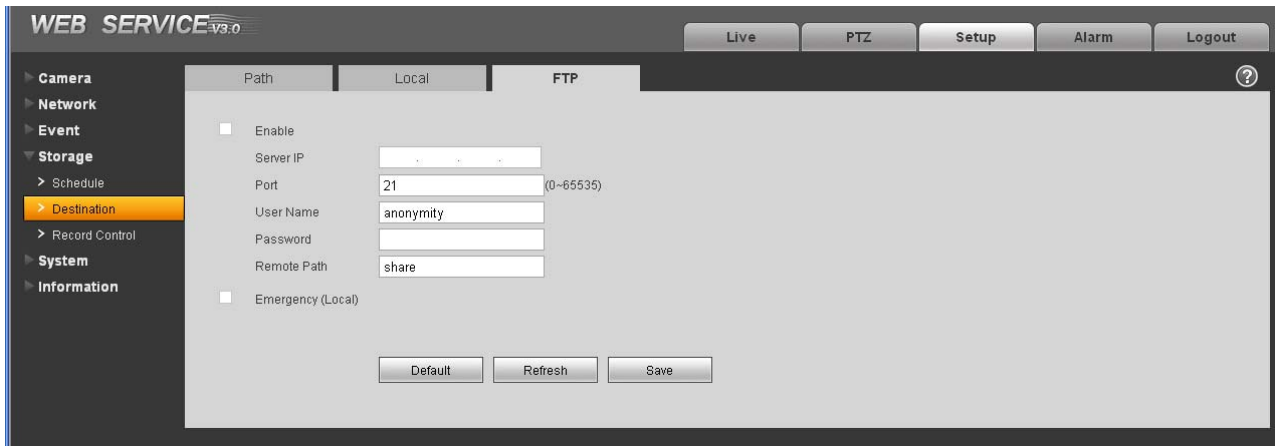 WEB SERVICE V3.0
Live PTZ Setup Alarm Logout
Camera
Network
Event
Storage
> Schedule
> Destination
> Record Control
System
Information
Path Local FTP ?
Enable
Server IP . . .
Port 21 (0~65535)
User Name anonymity
Password
Remote Path share
Emergency (Local)
Default Refresh Save